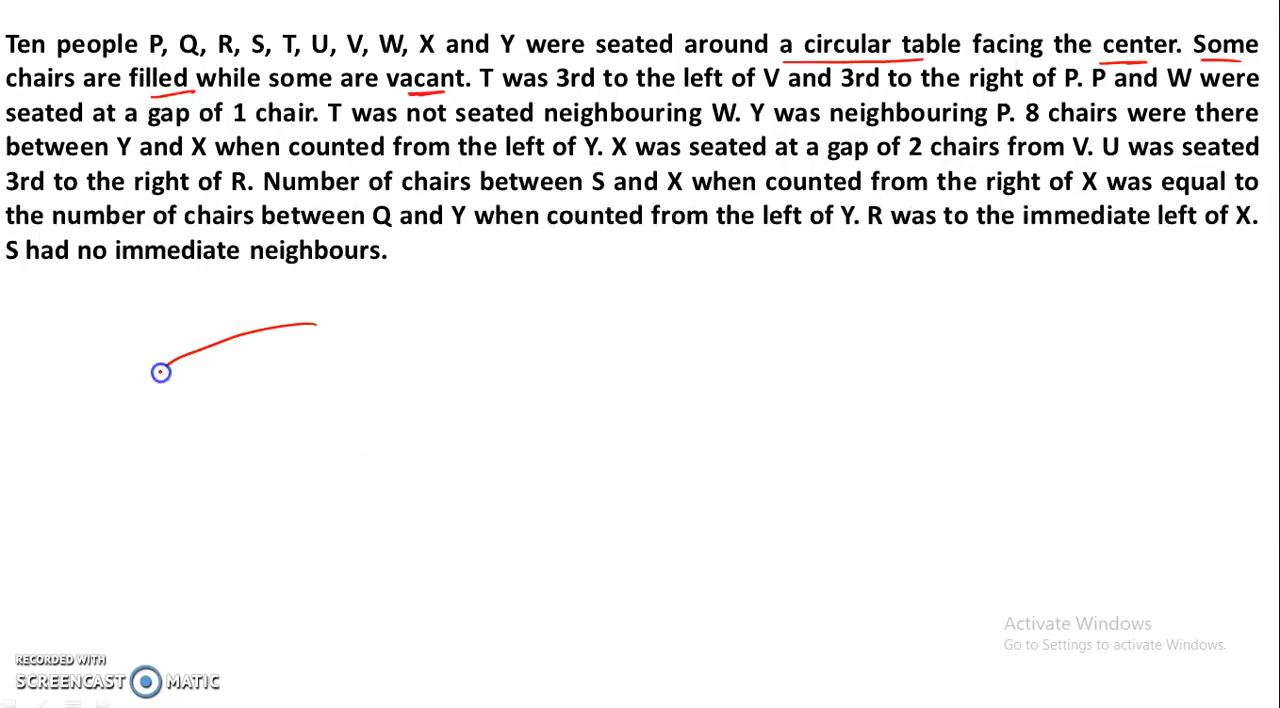 Ten people P, Q, R, S, T, U, V, W, X and Y were seated around a circular table facing the center. Some
chairs are filled while some are vacant. T was 3rd to the left of V and 3rd to the right of P. P and W were
seated at a gap of 1 chair. T was not seated neighbouring W. Y was neighbouring P. 8 chairs were there
between Y and X when counted from the left of Y. X was seated at a gap of 2 chairs from V. U was seated
3rd to the right of R. Number of chairs between S and X when counted from the right of X was equal to
the number of chairs between Q and Y when counted from the left of Y. R was to the immediate left of X.
S had no immediate neighbours.
Activate Windows
Go to Settings to activate Windows.
RECORDED WITH
SCREENCAST MATIC